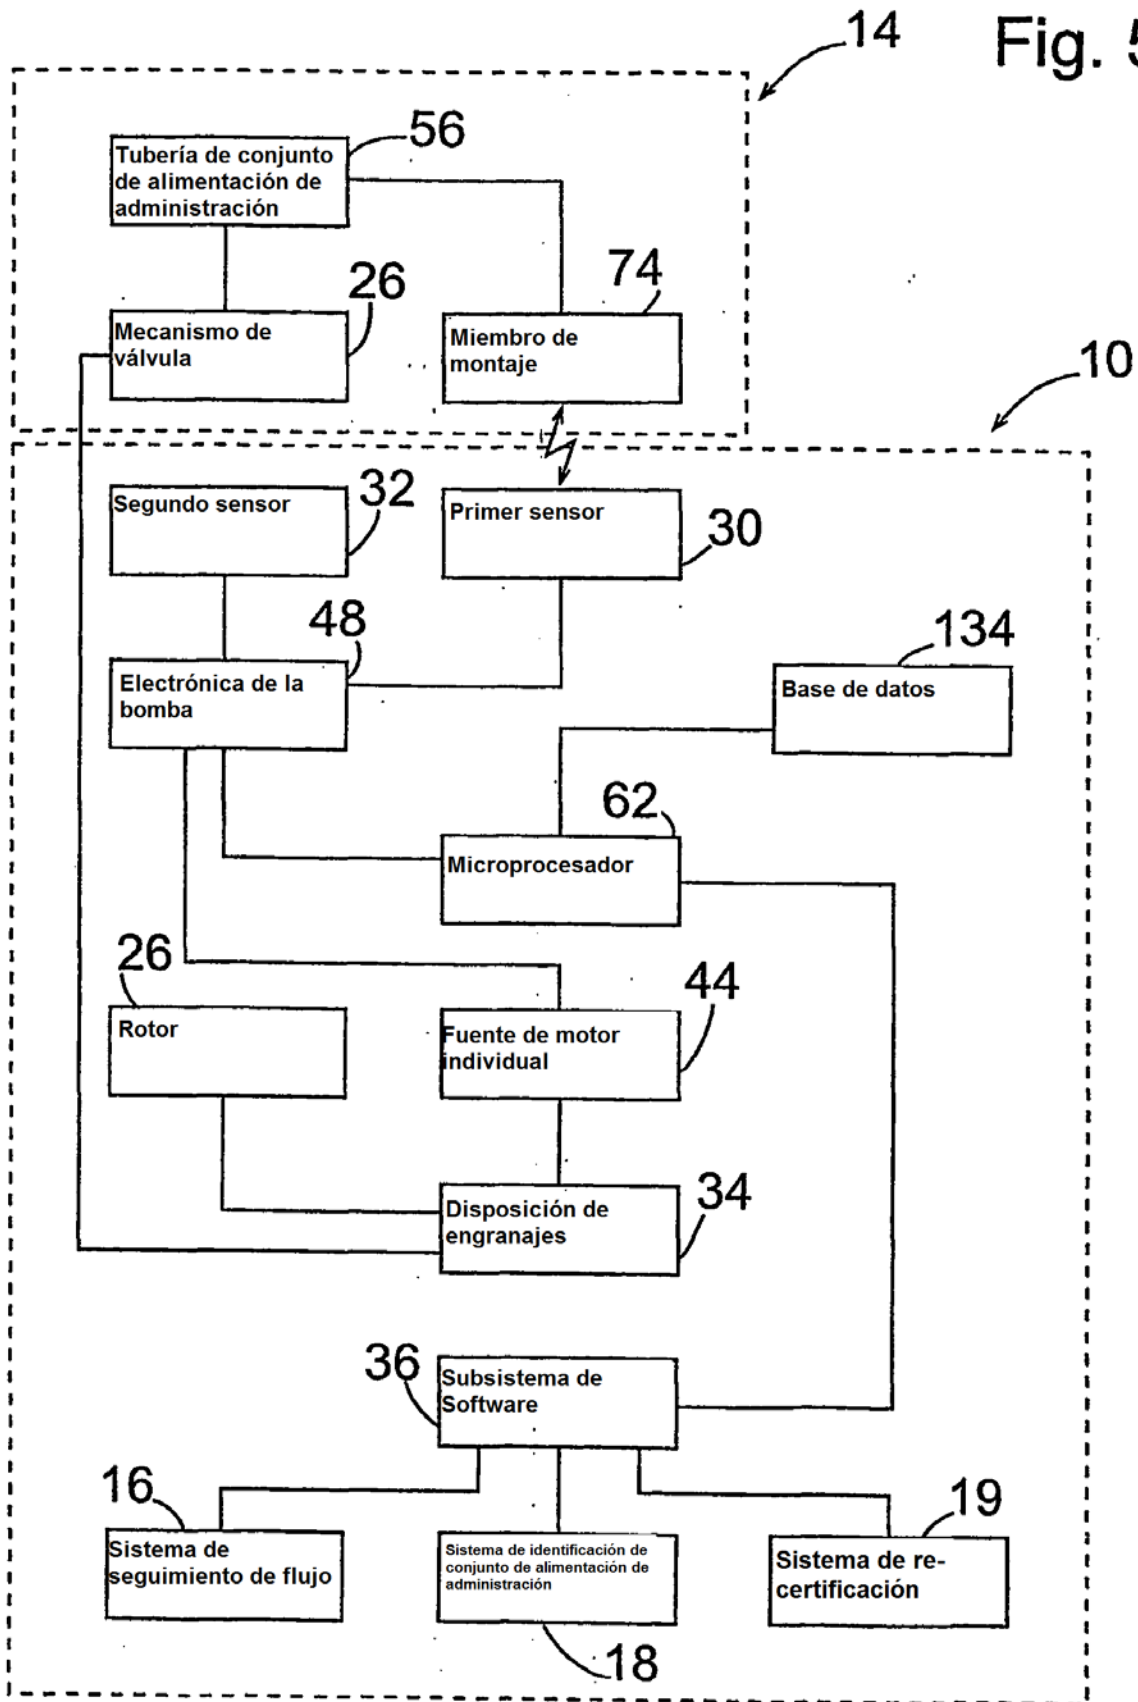 Fig. 5
14
56
Tubería de conjunto
de alimentación de
administración
26
Mecanismo de
válvula
74
Miembro de
montaje
10
Segundo sensor
32
Primer sensor
30
48
Electrónica de la
bomba
134
Base de datos
62
Microprocesador
26
Rotor
44
Fuente de motor
individual
Disposición de
engranajes
34
36
Subsistema de
Software
16
Sistema de
seguimiento de flujo
Sistema de identificación de
conjunto de alimentación de
administración
18
19
Sistema de re-
certificación